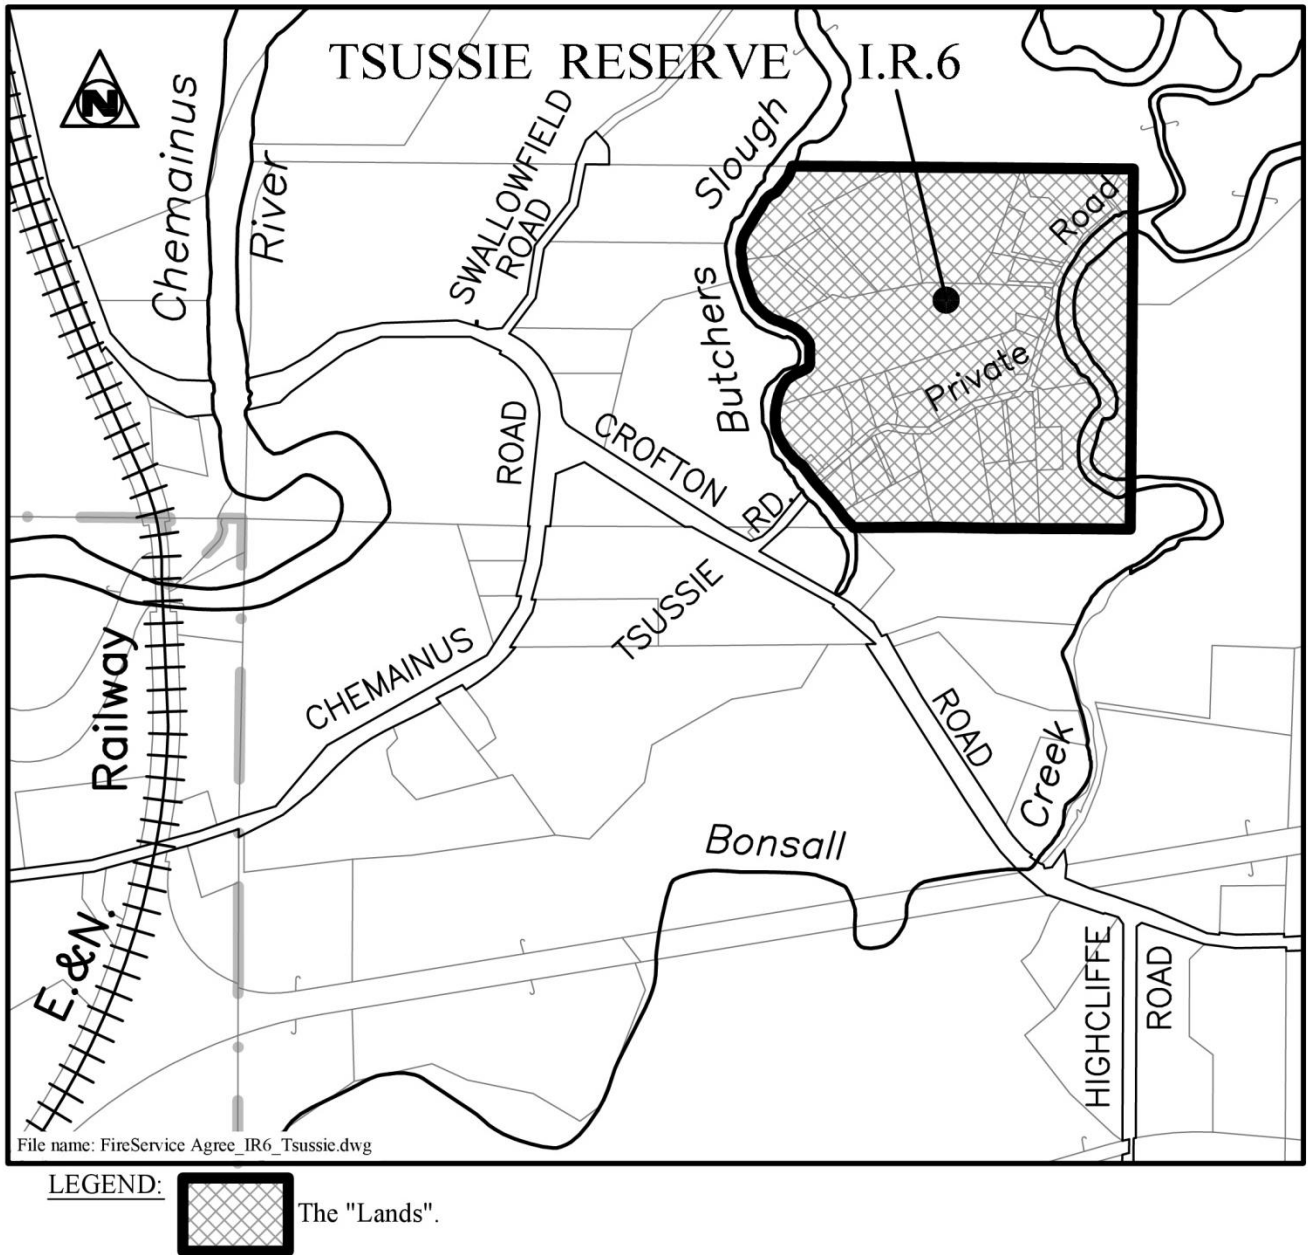 TSUSSIE RESERVE I.R.6
N
Chemainus
River
SWALLOWFIELD
ROAD
Slough
Butchers
Road
Private
ROAD
CROFTON
RD.
TSUSSIE
CHEMAINUS
ROAD
Railway
E.&N.
Creek
Bonsall
HIGHCLIFFE
ROAD
File name: FireService Agree_IR6_Tsussie.dwg
LEGEND:
The "Lands".